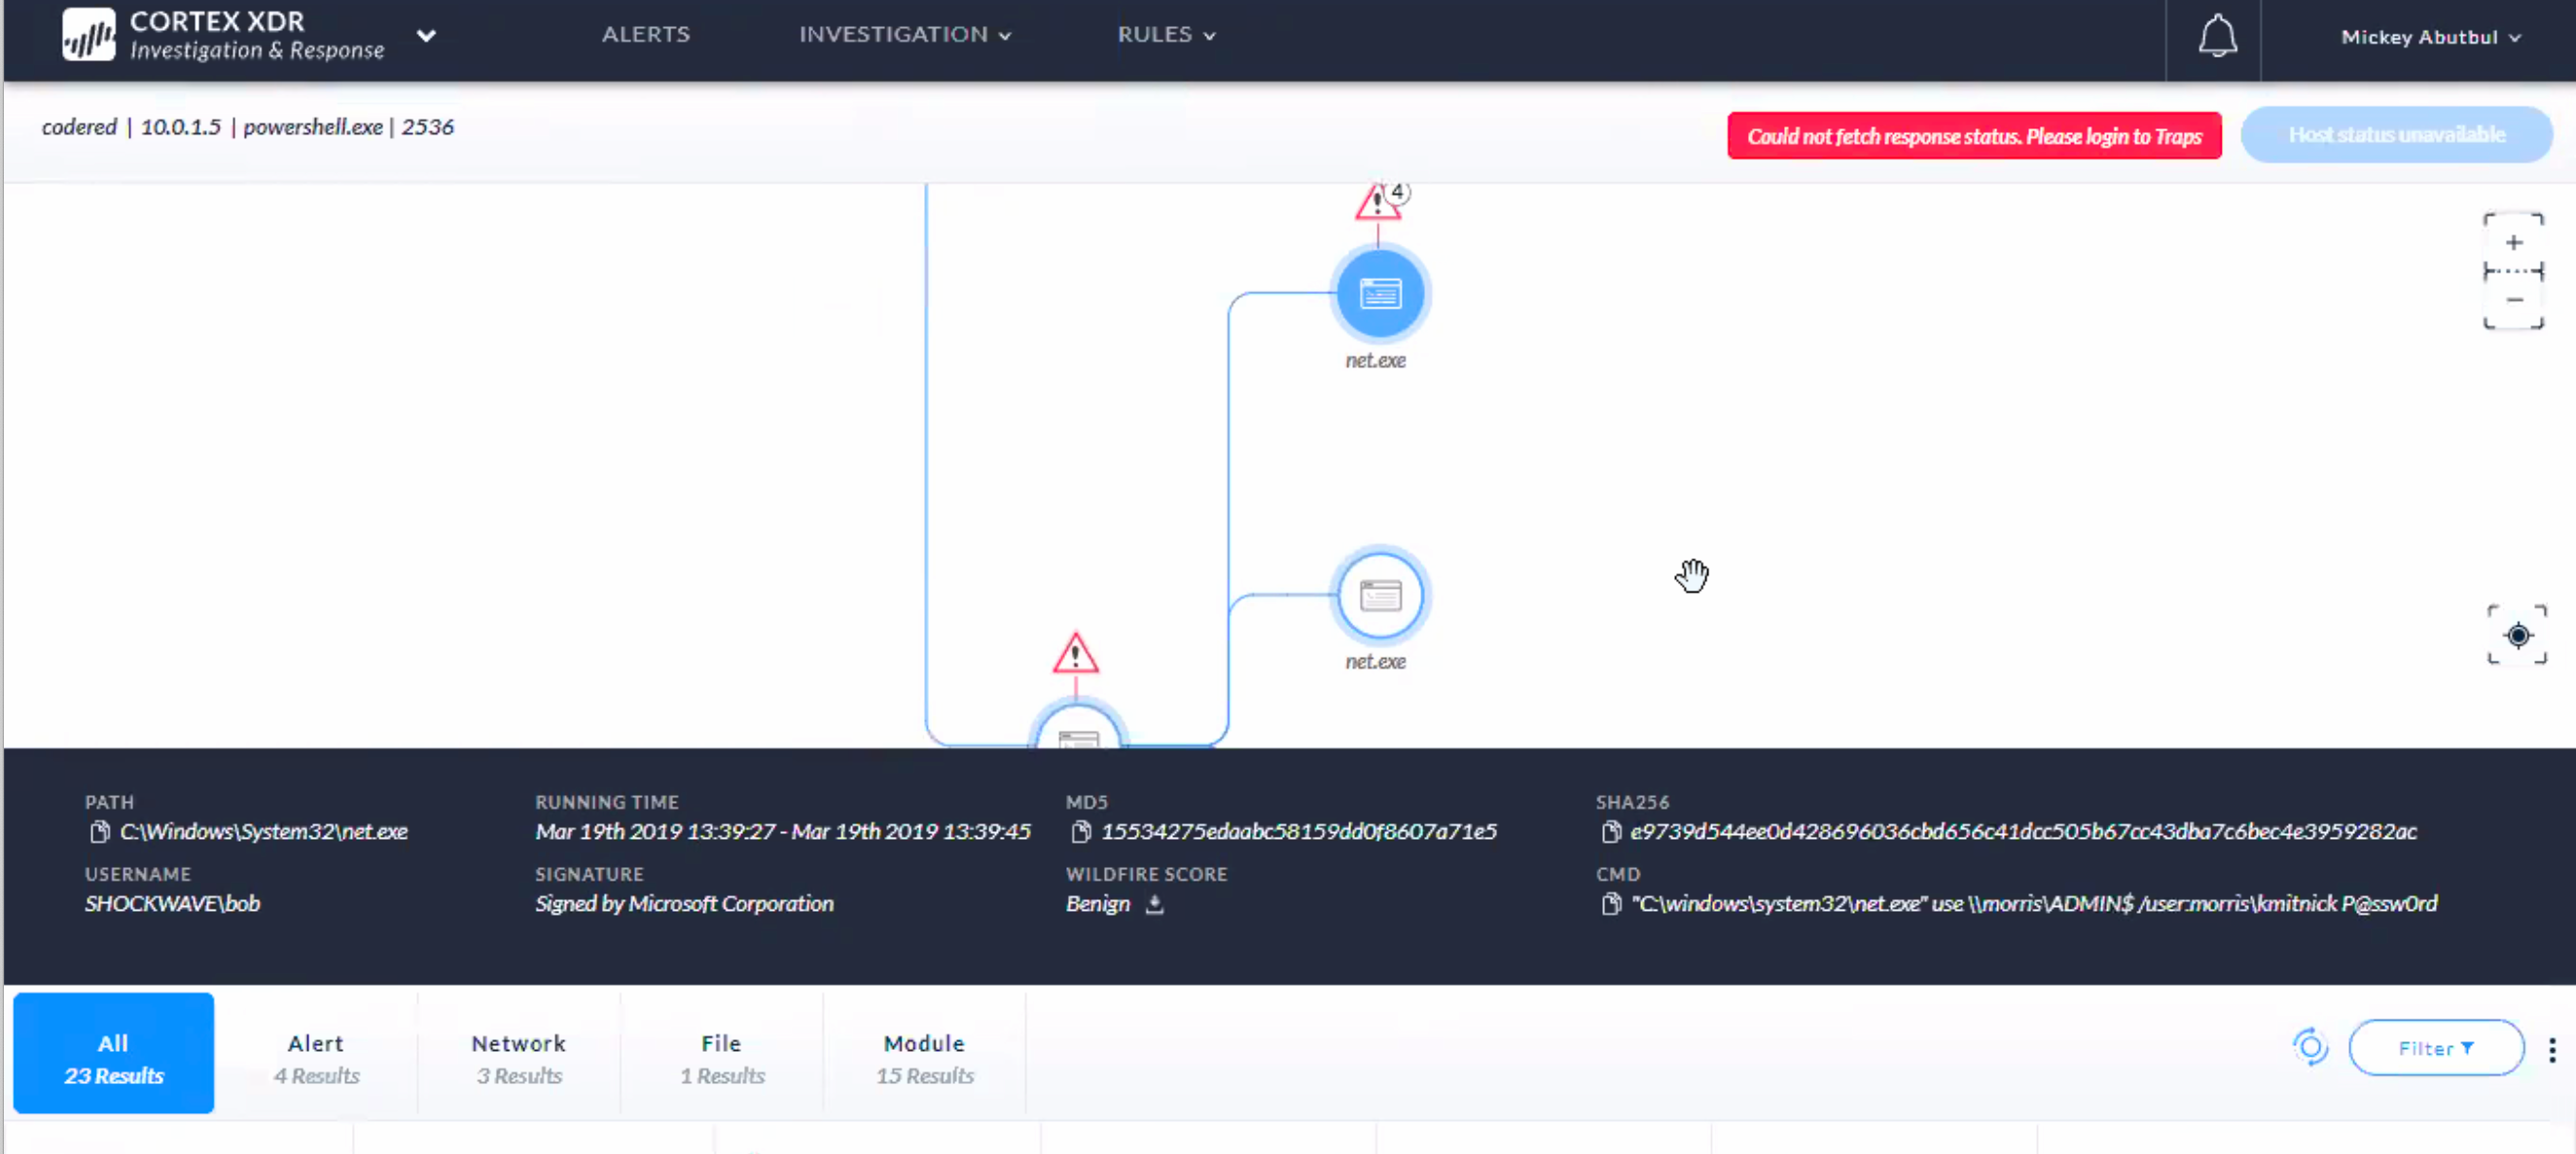 CORTEX XDR
Investigation & Response
ALERTS
INVESTIGATION
RULES
Mickey Abutbul
codered | 10.0.1.5 | powershell.exe | 2536
Could not fetch response status. Please login to Traps
Host status unavailable
4
net.exe
net.exe
PATH
C:\Windows\System32\net.exe
RUNNING TIME
Mar 19th 2019 13:39:27 - Mar 19th 2019 13:39:45
MD5
15534275edaabc58159dd0f8607a71e5
SHA256
e9739d544ee0d428696036cbd656c41dcc505b67cc43dba7c6bec4e3959282ac
USERNAME
SHOCKWAVE\bob
SIGNATURE
Signed by Microsoft Corporation
WILDFIRE SCORE
Benign
CMD
"C:\windows\system32\net.exe" use \\morris\ADMIN$ /user:morris\kmitnick P@ssw0rd
All
23 Results
Alert
4 Results
Network
3 Results
File
1 Results
Module
15 Results
Filter